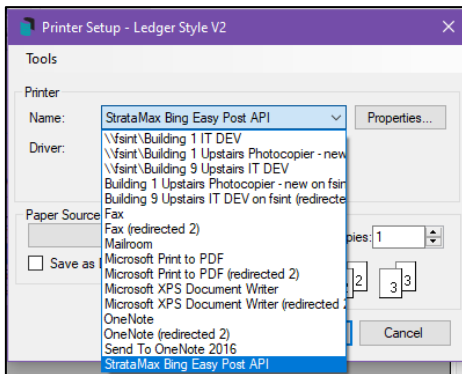 Printer Setup - Ledger Style V2
Tools
Printer
Name: StrataMax Bing Easy Post API Properties...
Driver:
\\fsint\Building 1 IT DEV
\\fsint\Building 1 Upstairs Photocopier - new
\\fsint\Building 9 Upstairs IT DEV
Building 1 Upstairs Photocopier - new on fsint
Building 9 Upstairs IT DEV on fsint (redirecte
Paper Source
Fax
Fax (redirected 2)
Mailroom
pies: 1
Microsoft Print to PDF
Save as
Microsoft Print to PDF (redirected 2)
Microsoft XPS Document Writer
2 3 3
Microsoft XPS Document Writer (redirected
OneNote
OneNote (redirected 2)
Cancel
Send To OneNote 2016
StrataMax Bing Easy Post API